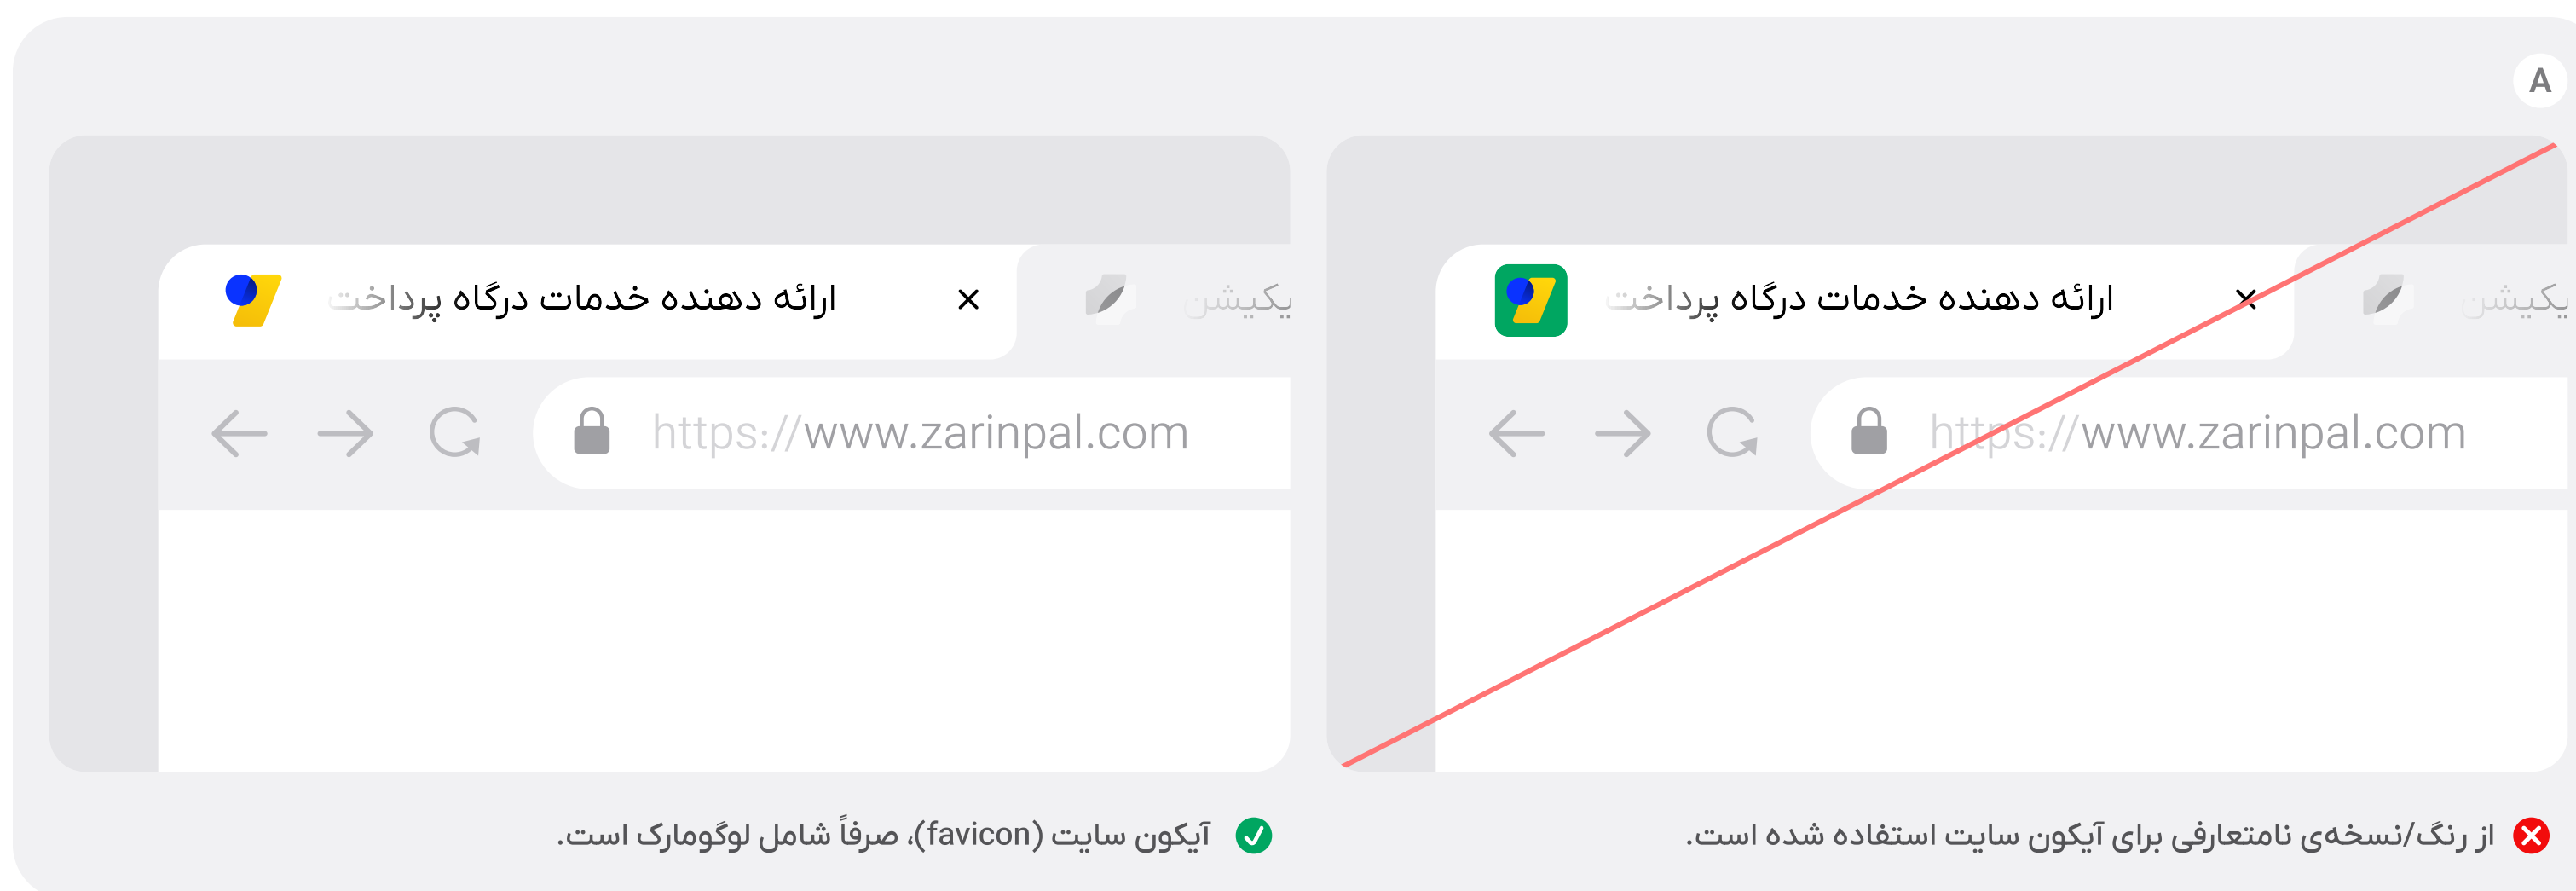 A
ارائه دهنده خدمات درگاه پرداخت
یکیشن
https://www.zarinpal.com
از رنگ/نسخه‌ی نامتعارفی برای آیکون سایت استفاده شده است.
ارائه دهنده خدمات درگاه پرداخت
یکیشن
https://www.zarinpal.com
آیکون سایت (favicon)، صرفاً شامل لوگومارک است.